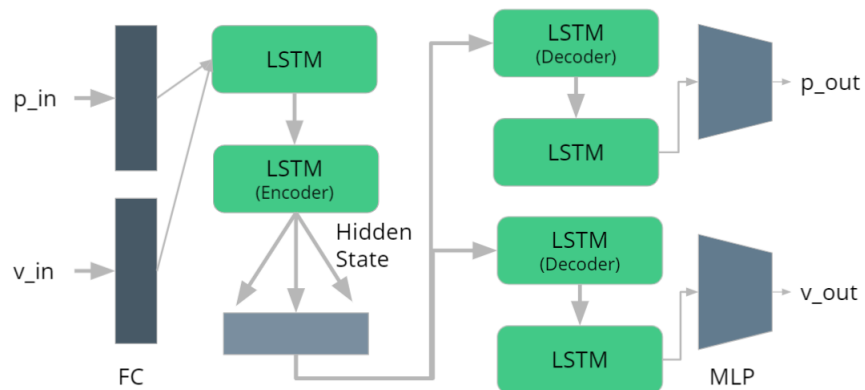 p_in
v_in
FC
LSTM
LSTM
(Encoder)
Hidden
State
LSTM
(Decoder)
LSTM
p_out
LSTM
(Decoder)
LSTM
v_out
MLP